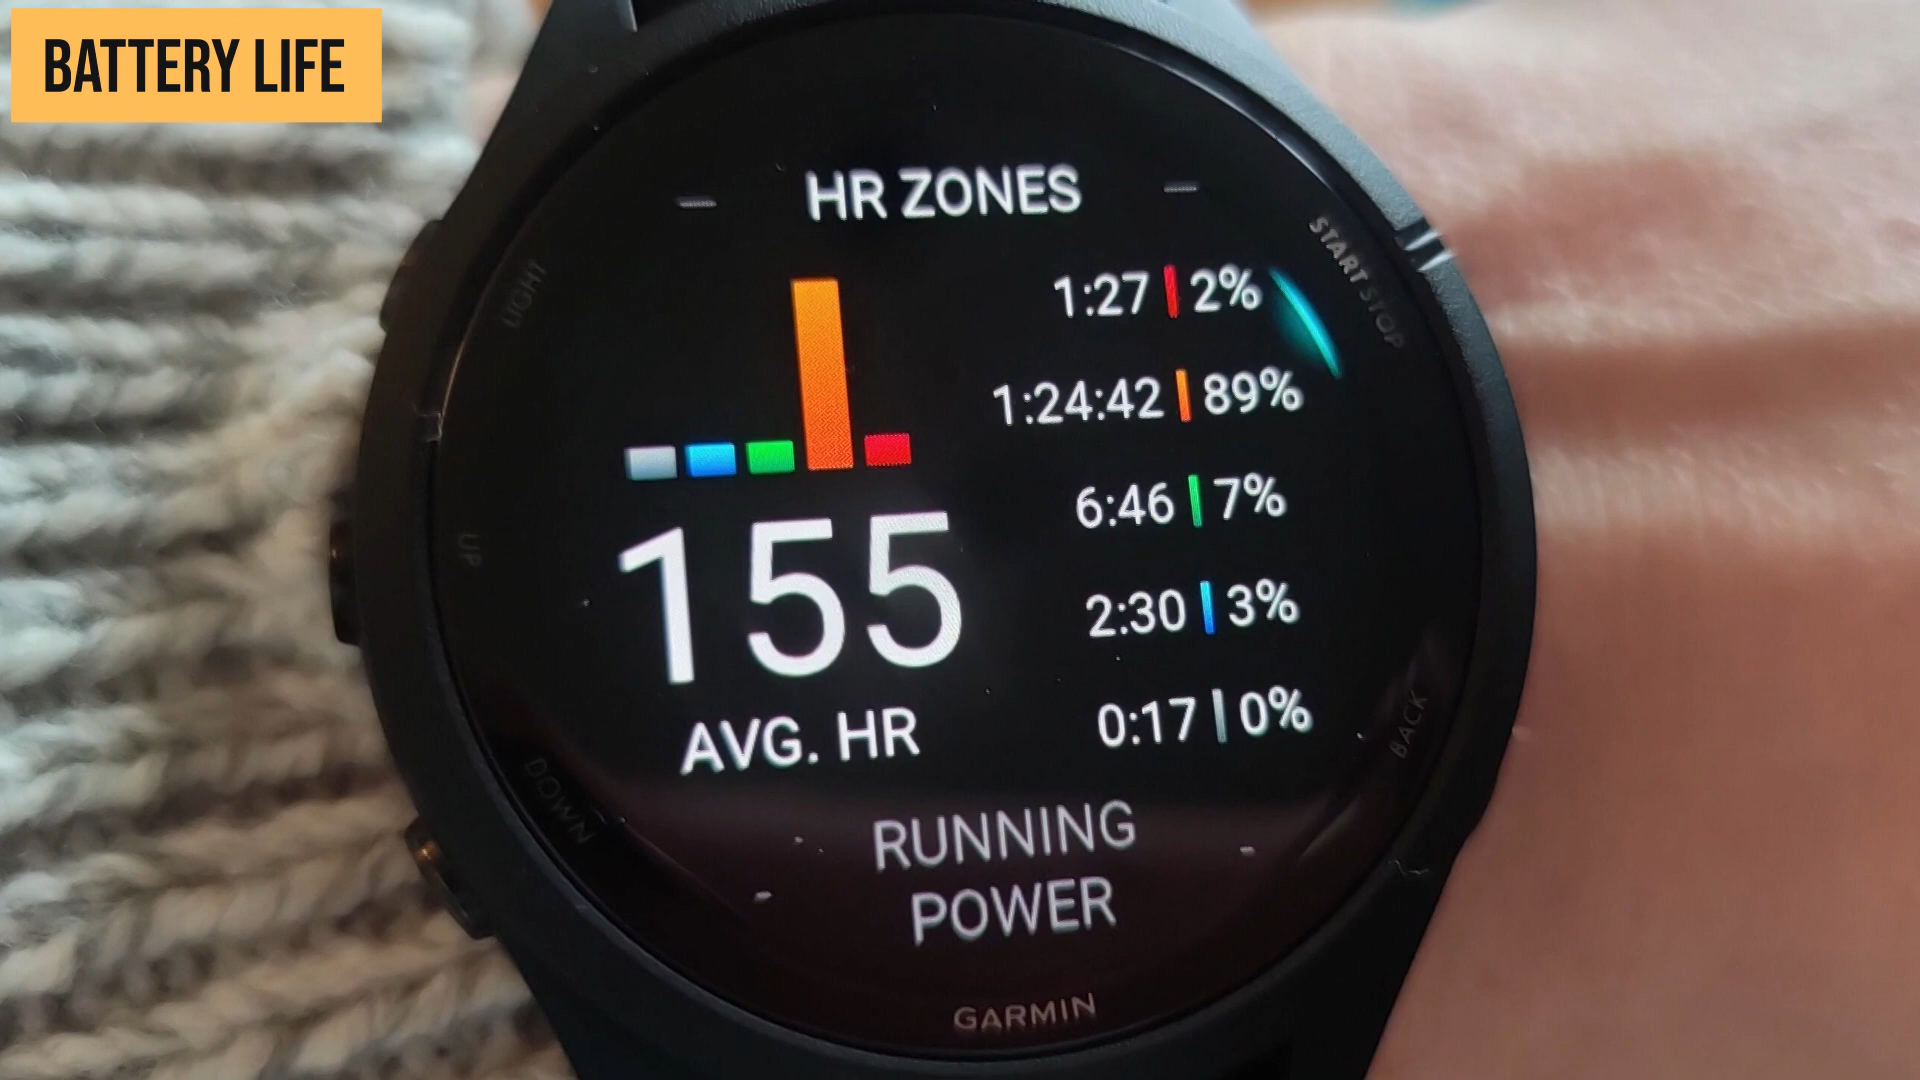 BATTERY LIFE
HR ZONES
1:27 2%
1:24:42 89%
6:46 7%
2:30 3%
0:17 0%
155
AVG. HR
RUNNING
POWER
GARMIN
LIGHT
UP
DOWN
START STOP
BACK